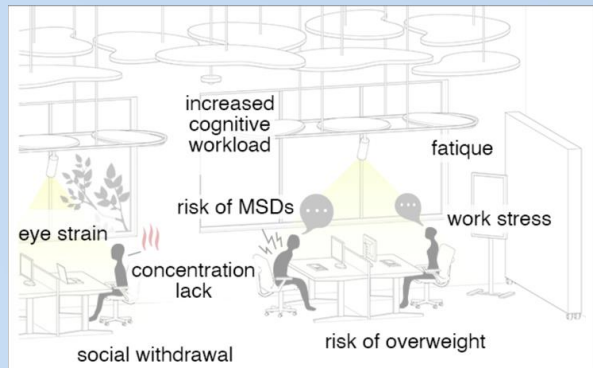 increased
cognitive
workload
fatique
risk of MSDs
work stress
eye strain
concentration
lack
risk of overweight
social withdrawal